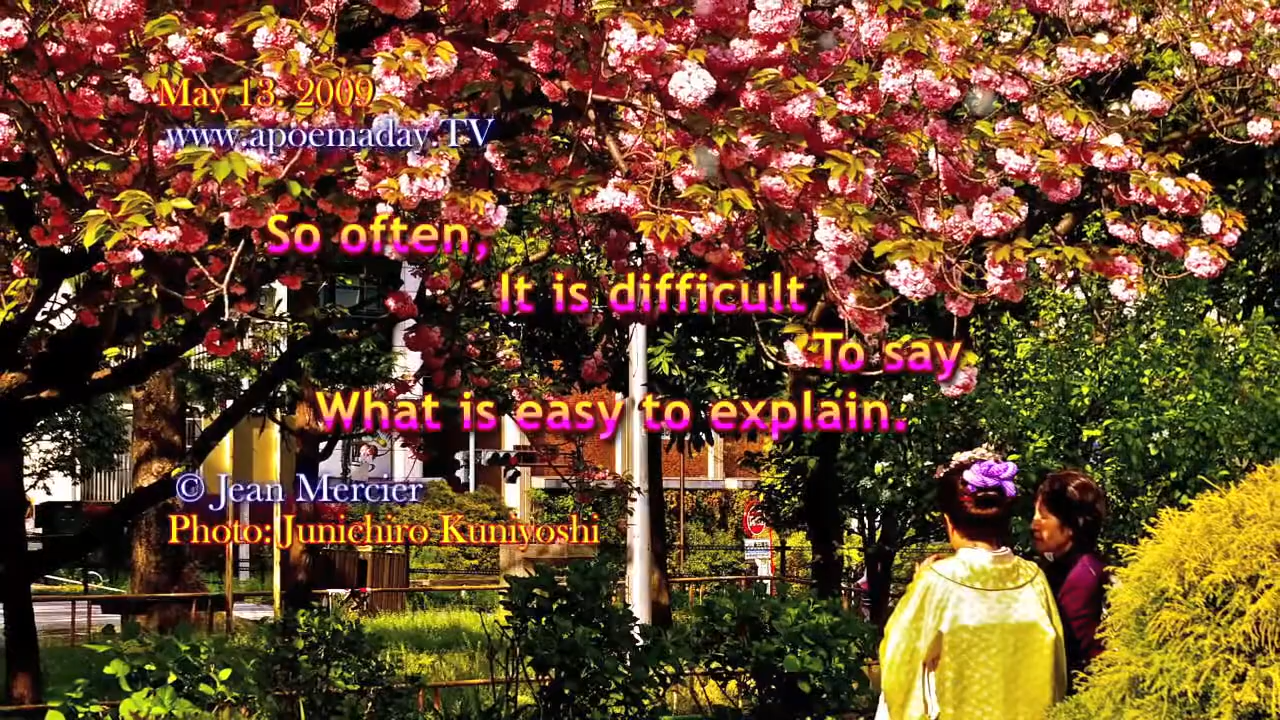 May 13, 2009
www.apoemaday.TV
So often,
It is difficult
To say
What is easy to explain.
© Jean Mercier
Photo: Junichiro Kuniyoshi